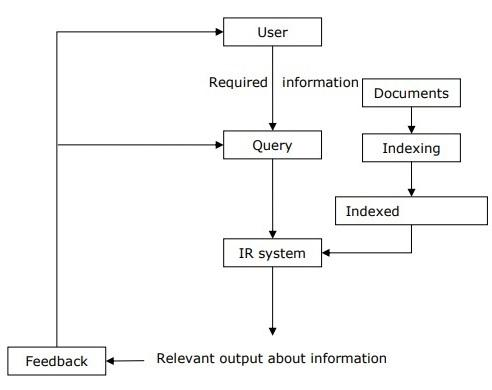 User
Required information
Documents
Query
Indexing
Indexed
IR system
Relevant output about information
Feedback